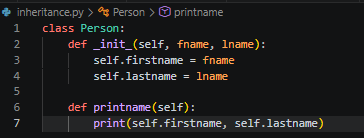 inheritance.py > Person > printname
1 class Person:
2     def _init_(self, fname, lname):
3         self.firstname = fname
4         self.lastname = lname
5
6     def printname(self):
7         print(self.firstname, self.lastname)